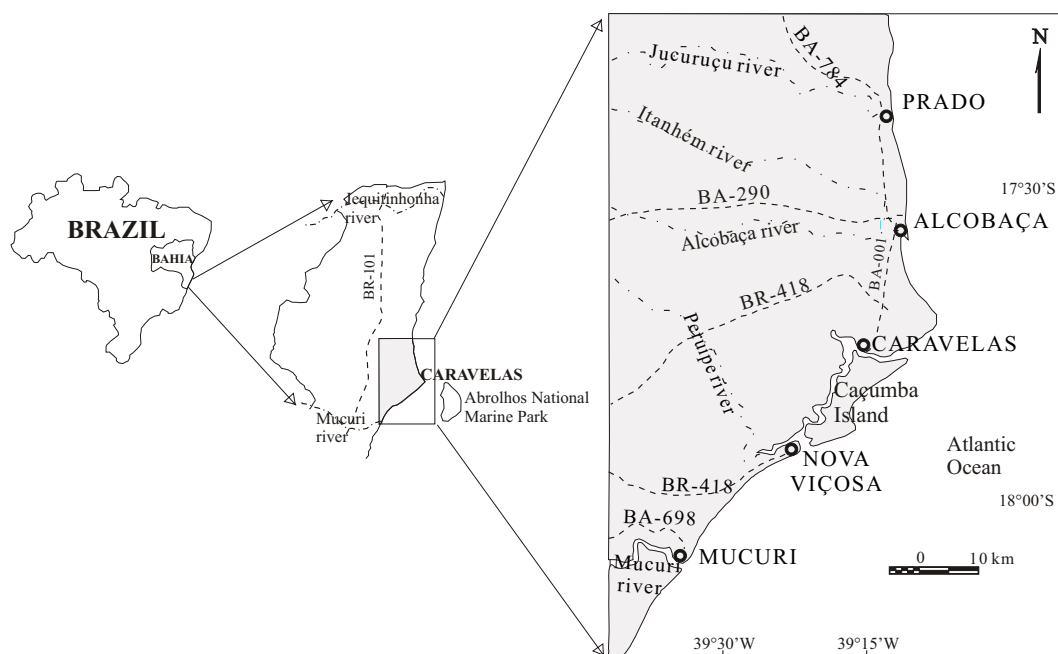 BRAZIL
BAHIA
Jequitinhonha
river
BR-101
CARAVELAS
Abrolhos National
Marine Park
Mucuri
river
N
BA-784
Jucuruçu river
PRADO
Itanhém river
17°30'S
BA-290
ALCOBAÇA
Alcobaça river
BA-001
BR-418
Peruípe river
CARAVELAS
Caçumba
Island
Atlantic
Ocean
NOVA
VIÇOSA
BR-418
18°00'S
BA-698
MUCURI
Mucuri
river
0 10 km
39°30'W 39°15'W